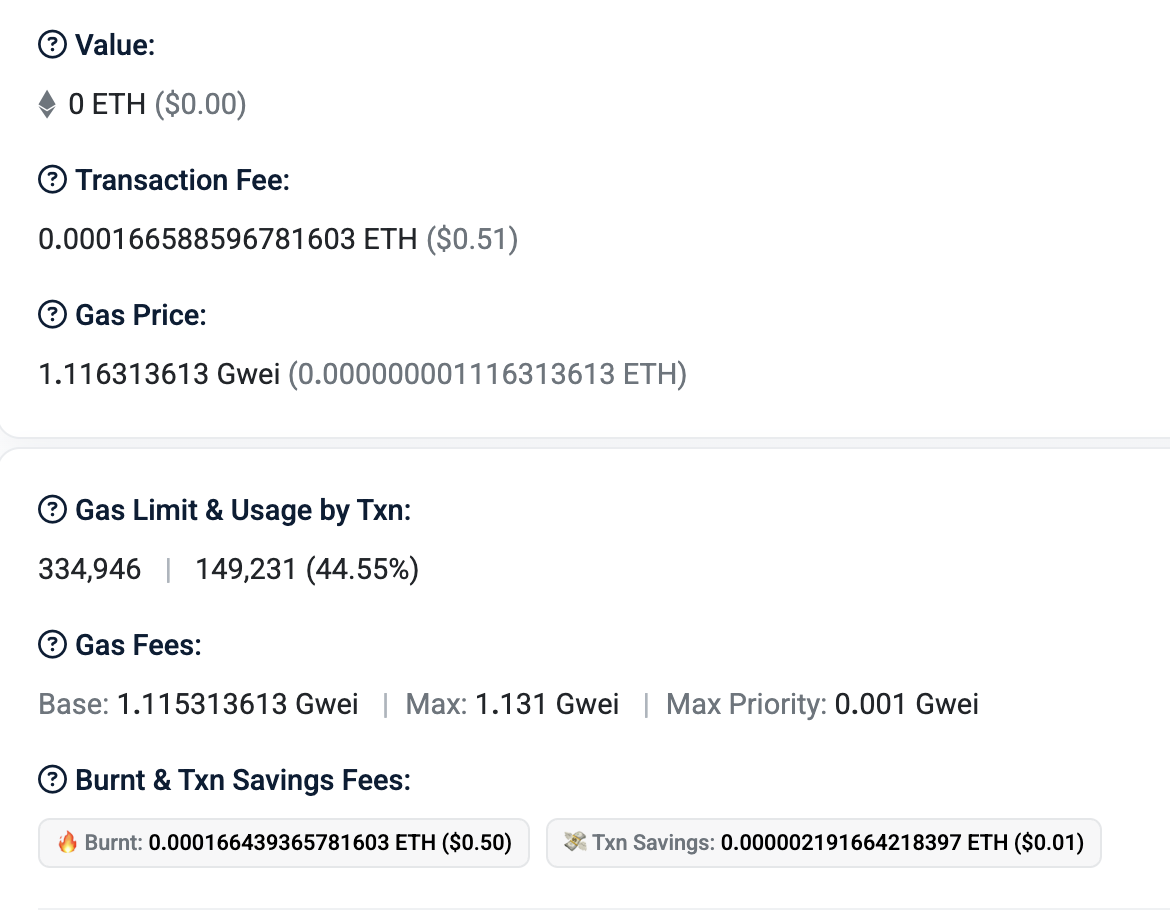 Value:
0 ETH ($0.00)
Transaction Fee:
0.000166588596781603 ETH ($0.51)
Gas Price:
1.116313613 Gwei (0.000000001116313613 ETH)
Gas Limit & Usage by Txn:
334,946 | 149,231 (44.55%)
Gas Fees:
Base: 1.115313613 Gwei | Max: 1.131 Gwei | Max Priority: 0.001 Gwei
Burnt & Txn Savings Fees:
Burnt: 0.000166439365781603 ETH ($0.50) Txn Savings: 0.000002191664218397 ETH ($0.01)